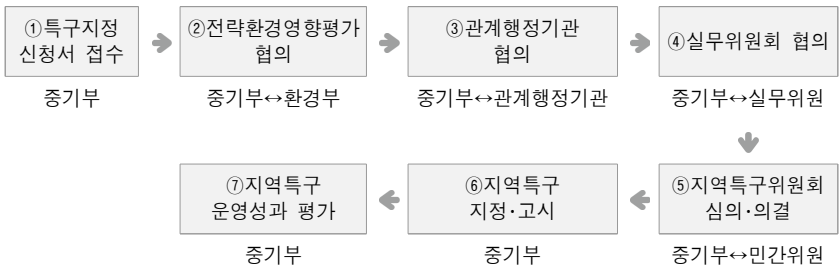 ①특구지정
신청서 접수
중기부
②전략환경영향평가
협의
중기부↔환경부
③관계행정기관
협의
중기부↔관계행정기관
④실무위원회 협의
중기부↔실무위원
⑤지역특구위원회
심의·의결
중기부↔민간위원
⑥지역특구
지정·고시
중기부
⑦지역특구
운영성과 평가
중기부